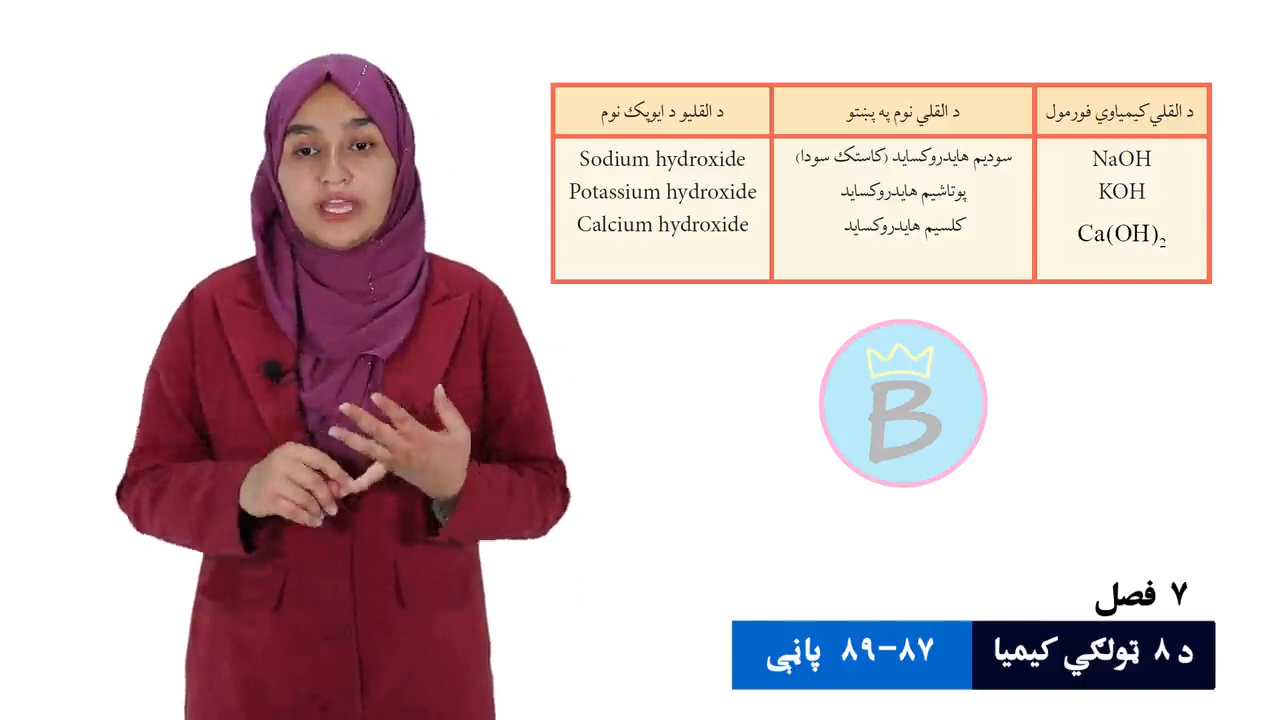 د القلي کیمیاوي فورمول
د القلي نوم په پښتو
د القليو د ایوپک نوم
NaOH
سودیم هایدروکساید (کاستک سودا)
Sodium hydroxide
KOH
پوتاشیم هایدروکساید
Potassium hydroxide
Ca(OH)₂
کلسیم هایدروکساید
Calcium hydroxide
B
۷ فصل
د ۸ ټولګي کیمیا
۸۷–۸۹ پاڼې